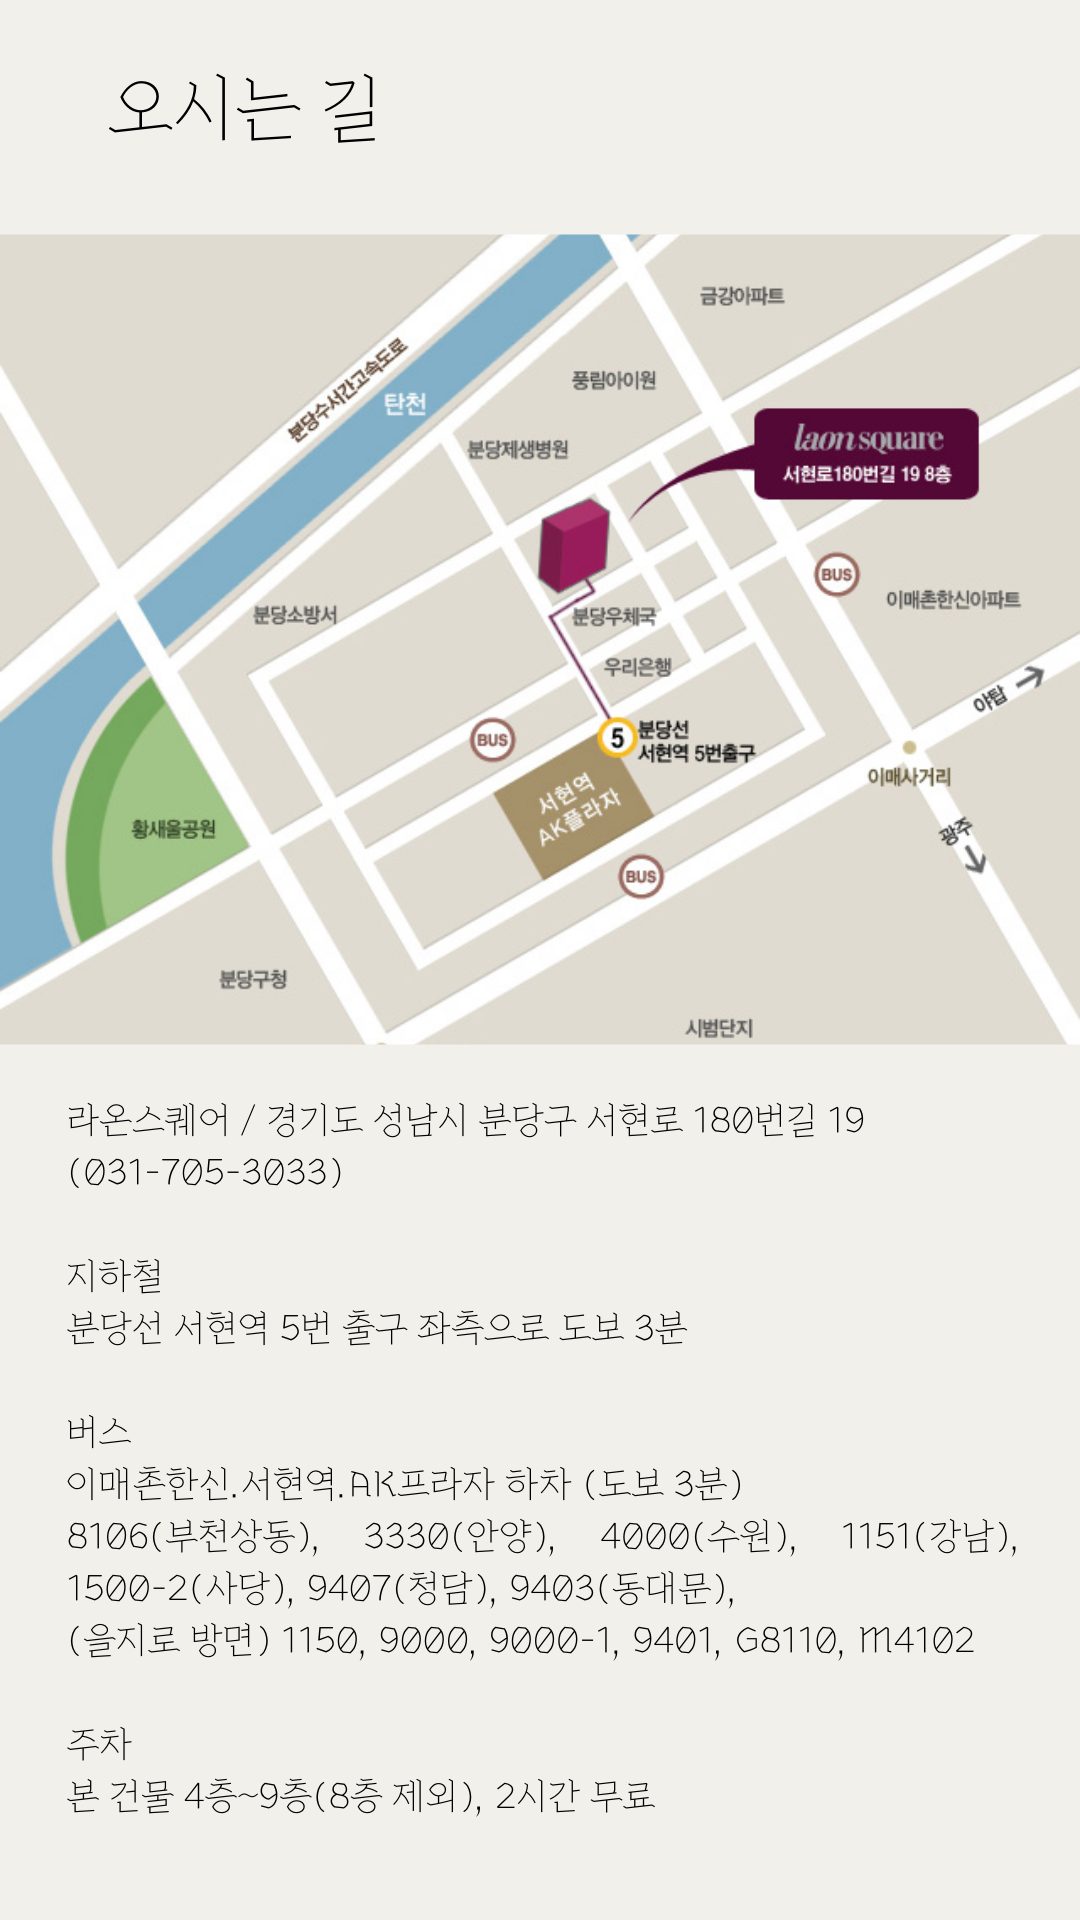 오시는 길
금강아파트
분당수서간고속도로
풍림아이원
탄천
laon square
서현로180번길 19 8층
분당제생병원
BUS
이매촌한신아파트
분당소방서
분당우체국
우리은행
야탑
BUS
5
분당선
서현역 5번출구
이매사거리
서현역
AK플라자
황새울공원
광주
BUS
분당구청
시범단지
라온스퀘어 / 경기도 성남시 분당구 서현로 180번길 19
(031-705-3033)
지하철
분당선 서현역 5번 출구 좌측으로 도보 3분
버스
이매촌한신.서현역.AK프라자 하차 (도보 3분)
8106(부천상동), 3330(안양), 4000(수원), 1151(강남),
1500-2(사당), 9407(청담), 9403(동대문),
(을지로 방면) 1150, 9000, 9000-1, 9401, G8110, M4102
주차
본 건물 4층~9층(8층 제외), 2시간 무료